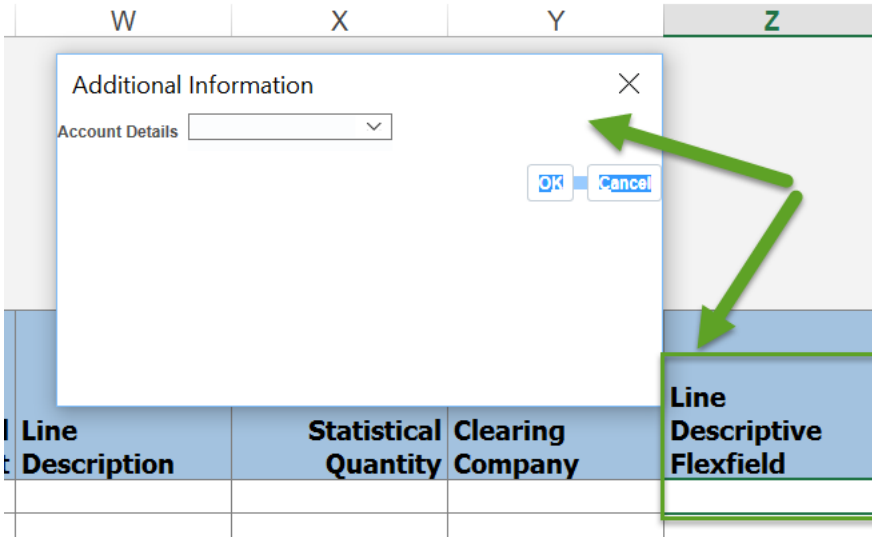 W X Y Z
Additional Information
Account Details
OK Cancel
Line Description
Statistical Quantity
Clearing Company
Line Descriptive Flexfield